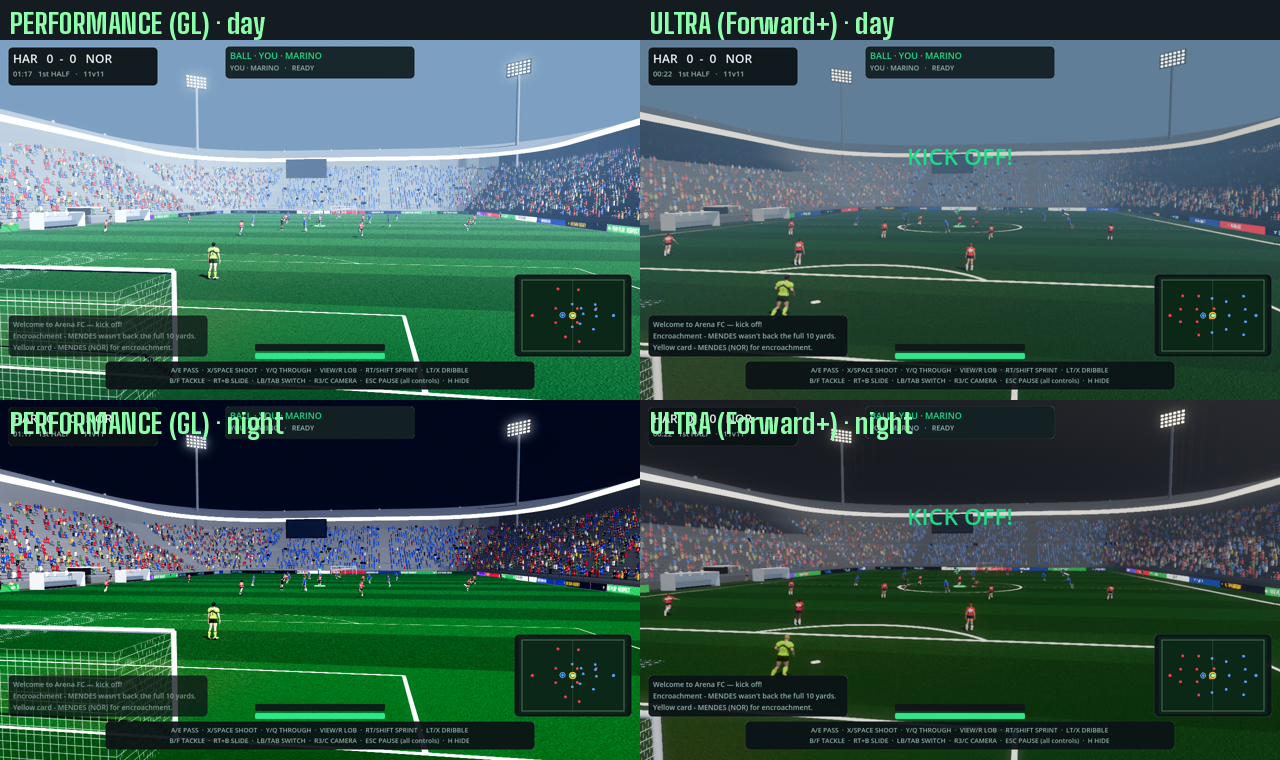 PERFORMANCE (GL) · day
HAR 0 - 0 NOR
01:17 1st HALF · 11v11
BALL · YOU · MARINO
YOU · MARINO · READY
Welcome to Arena FC — kick off!
Encroachment - MENDES wasn't back the full 10 yards.
Yellow card - MENDES (NOR) for encroachment.
A/E PASS · X/SPACE SHOOT · Y/Q THROUGH · VIEW/R LOB · RT/SHIFT SPRINT · LT/X DRIBBLE
B/F TACKLE · RT+B SLIDE · LB/TAB SWITCH · R3/C CAMERA · ESC PAUSE (all controls) · H HIDE
ULTRA (Forward+) · day
HAR 0 - 0 NOR
00:22 1st HALF · 11v11
BALL · YOU · MARINO
YOU · MARINO · READY
KICK OFF!
Welcome to Arena FC — kick off!
Encroachment - MENDES wasn't back the full 10 yards.
Yellow card - MENDES (NOR) for encroachment.
A/E PASS · X/SPACE SHOOT · Y/Q THROUGH · VIEW/R LOB · RT/SHIFT SPRINT · LT/X DRIBBLE
B/F TACKLE · RT+B SLIDE · LB/TAB SWITCH · R3/C CAMERA · ESC PAUSE (all controls) · H HIDE
PERFORMANCE (GL) · night
BALL · YOU · MARINO
READY
Welcome to Arena FC — kick off!
Encroachment - MENDES wasn't back the full 10 yards.
Yellow card - MENDES (NOR) for encroachment.
A/E PASS · X/SPACE SHOOT · Y/Q THROUGH · VIEW/R LOB · RT/SHIFT SPRINT · LT/X DRIBBLE
B/F TACKLE · RT+B SLIDE · LB/TAB SWITCH · R3/C CAMERA · ESC PAUSE (all controls) · H HIDE
ULTRA (Forward+) · night
BALL · YOU · MARINO
READY
KICK OFF!
Welcome to Arena FC — kick off!
Encroachment - MENDES wasn't back the full 10 yards.
Yellow card - MENDES (NOR) for encroachment.
A/E PASS · X/SPACE SHOOT · Y/Q THROUGH · VIEW/R LOB · RT/SHIFT SPRINT · LT/X DRIBBLE
B/F TACKLE · RT+B SLIDE · LB/TAB SWITCH · R3/C CAMERA · ESC PAUSE (all controls) · H HIDE